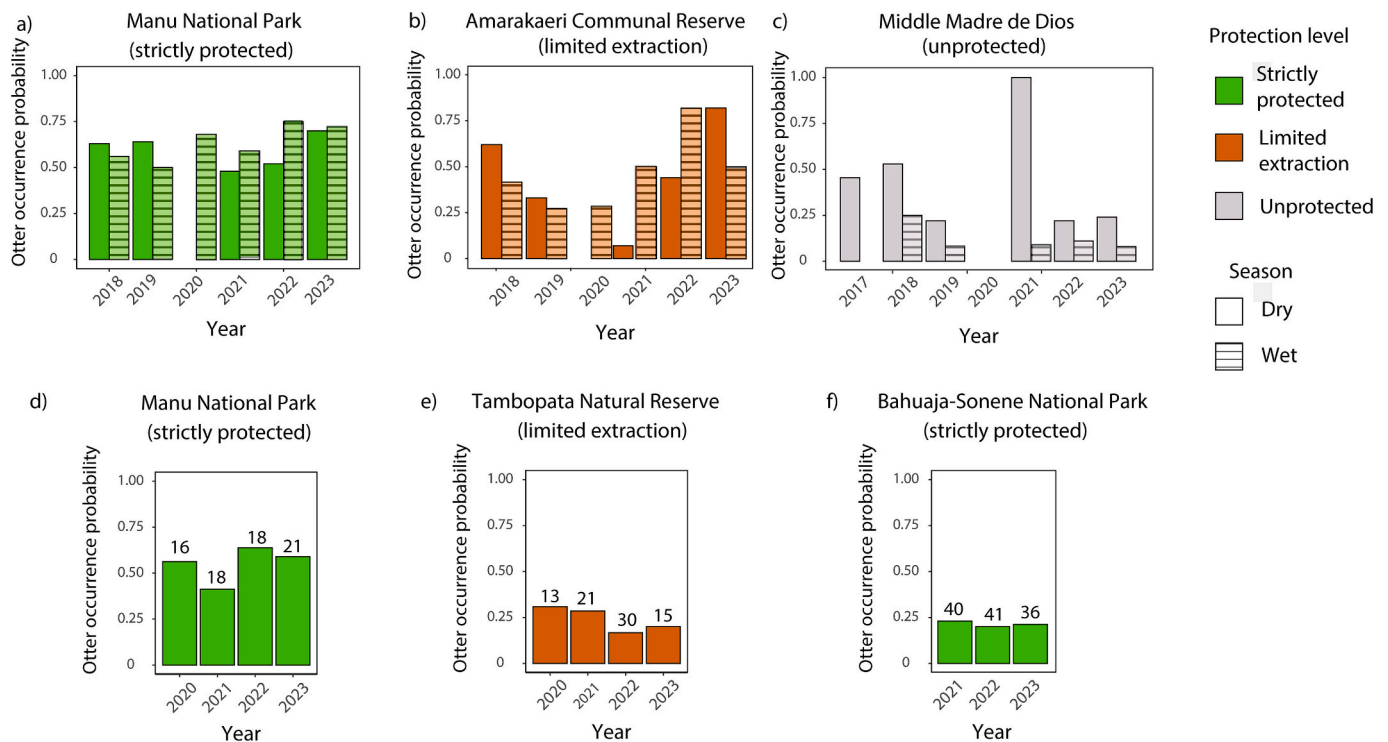 a)
Manu National Park
(strictly protected)
Otter occurrence probability
1.00
0.75
0.50
0.25
0
2018
2019
2020
2021
2022
2023
Year
b)
Amarakaeri Communal Reserve
(limited extraction)
Otter occurrence probability
1.00
0.75
0.50
0.25
0
2018
2019
2020
2021
2022
2023
Year
c)
Middle Madre de Dios
(unprotected)
Otter occurrence probability
1.00
0.75
0.50
0.25
0
2017
2018
2019
2020
2021
2022
2023
Year
Protection level
Strictly
protected
Limited
extraction
Unprotected
Season
Dry
Wet
d)
Manu National Park
(strictly protected)
Otter occurrence probability
1.00
0.75
0.50
0.25
0
16
18
18
21
2020
2021
2022
2023
Year
e)
Tambopata Natural Reserve
(limited extraction)
Otter occurrence probability
1.00
0.75
0.50
0.25
0
13
21
30
15
2020
2021
2022
2023
Year
f)
Bahuaja-Sonene National Park
(strictly protected)
Otter occurrence probability
1.00
0.75
0.50
0.25
0
40
41
36
2021
2022
2023
Year